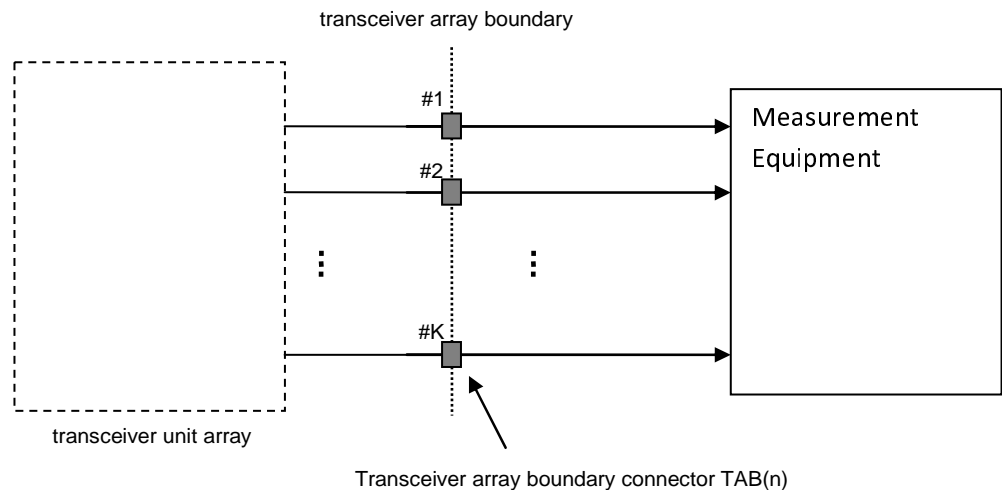 transceiver array boundary
#1
Measurement
Equipment
#2
#K
transceiver unit array
Transceiver array boundary connector TAB(n)